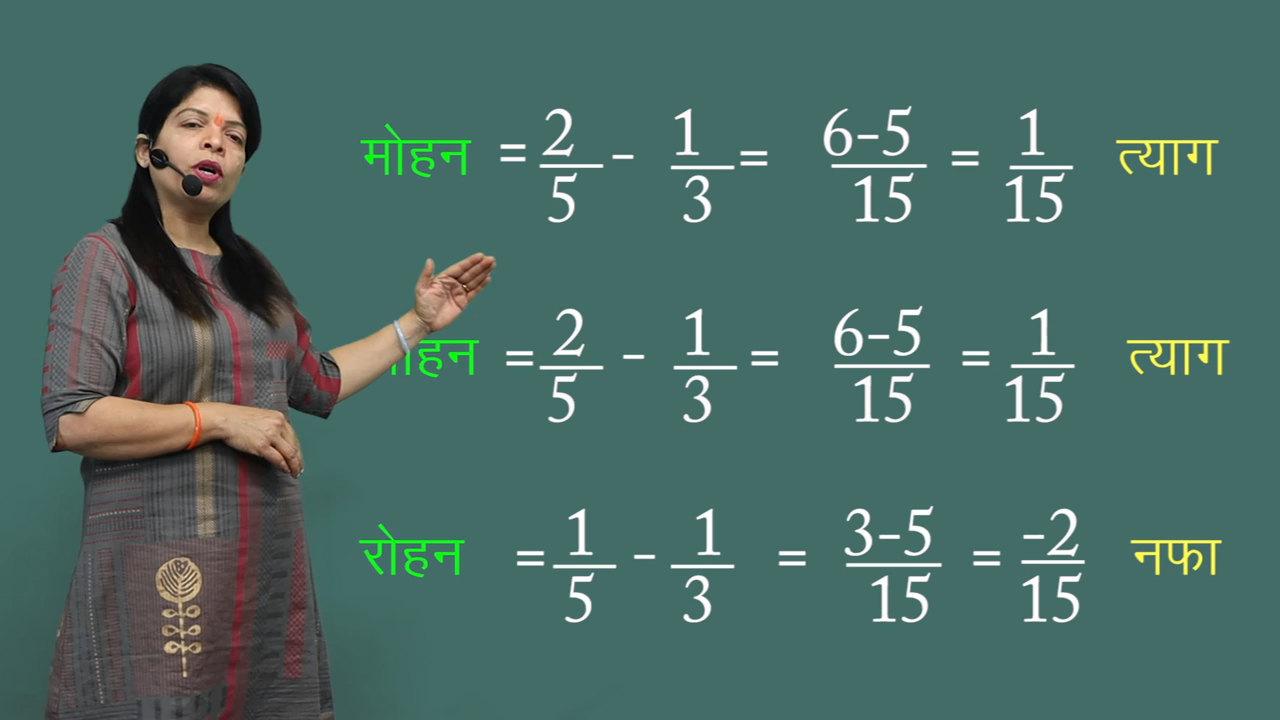 मोहन = 2/5 - 1/3 = 6-5/15 = 1/15 त्याग
= 2/5 - 1/3 = 6-5/15 = 1/15 त्याग
रोहन = 1/5 - 1/3 = 3-5/15 = -2/15 नफा